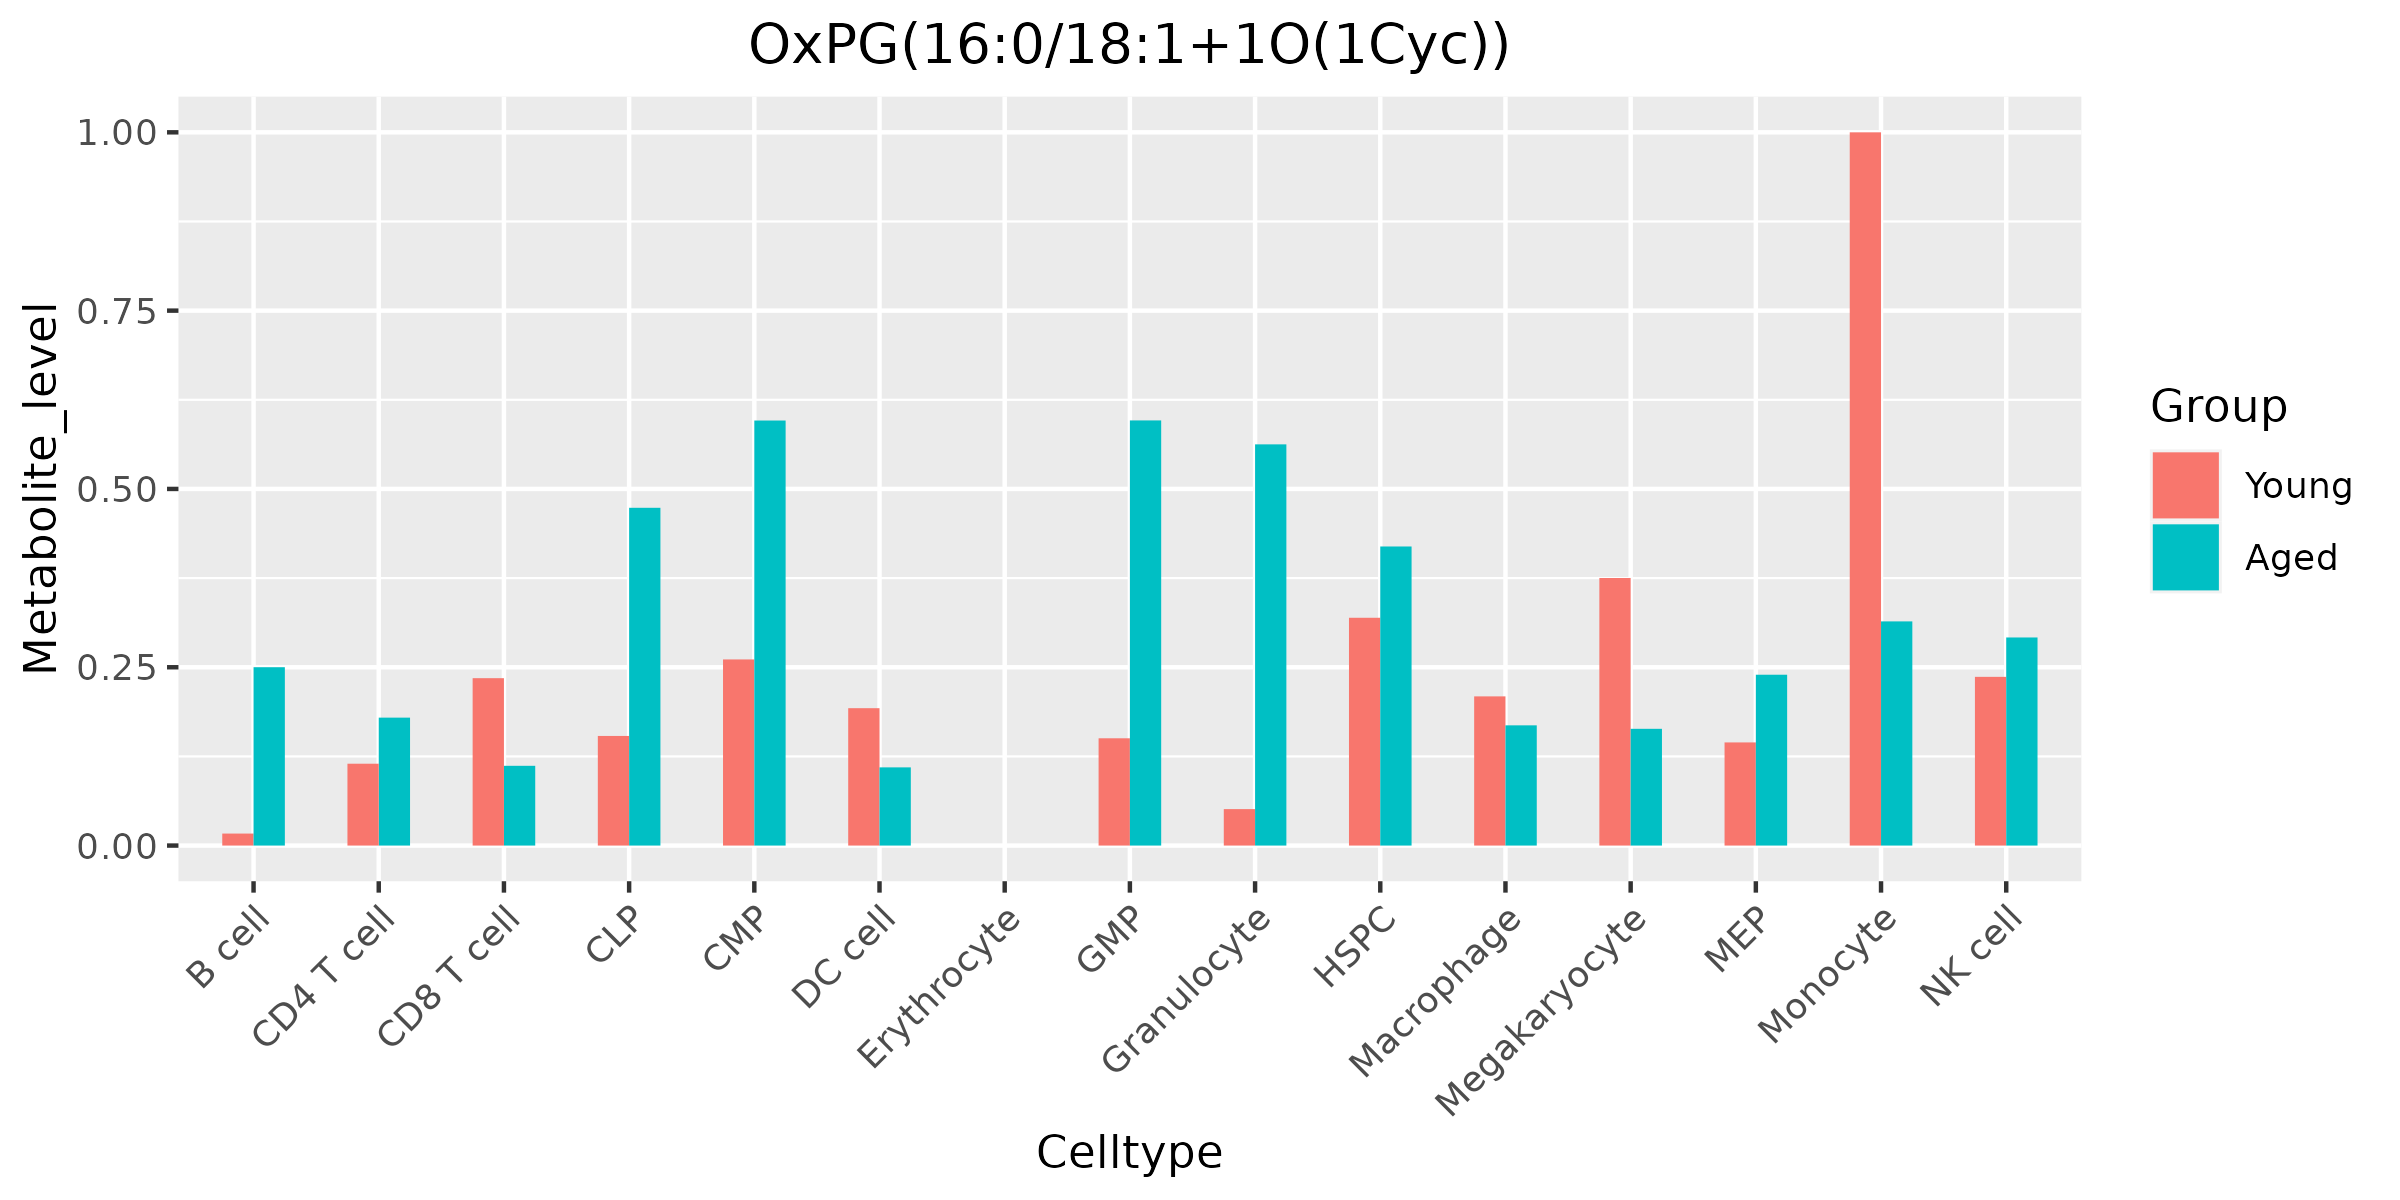 OxPG(16:0/18:1+1O(1Cyc))
Metabolite_level
1.00
0.75
0.50
0.25
0.00
B cell
CD4 T cell
CD8 T cell
CLP
CMP
DC cell
Erythrocyte
GMP
Granulocyte
HSPC
Macrophage
Megakaryocyte
MEP
Monocyte
NK cell
Celltype
Group
Young
Aged